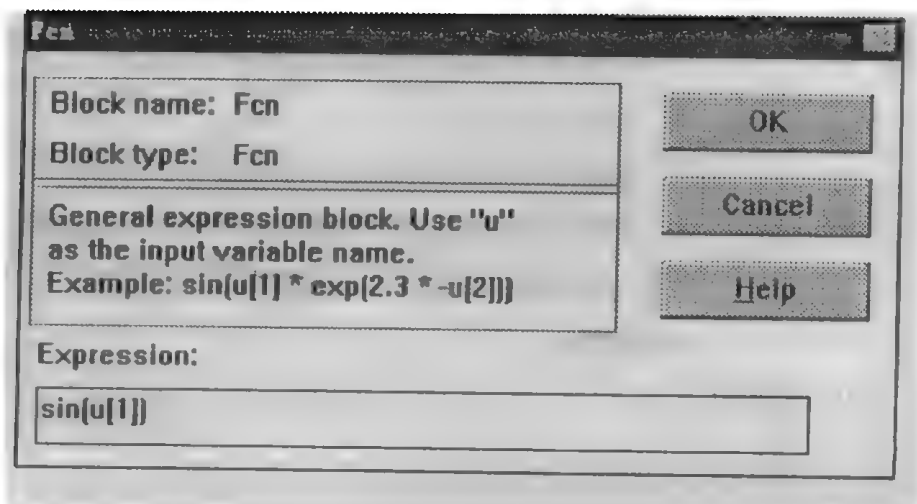 Fcn
Block name: Fcn
Block type: Fcn
General expression block. Use "u"
as the input variable name.
Example: sin(u[1] * exp(2.3 * -u[2]))
OK
Cancel
Help
Expression:
sin(u[1])